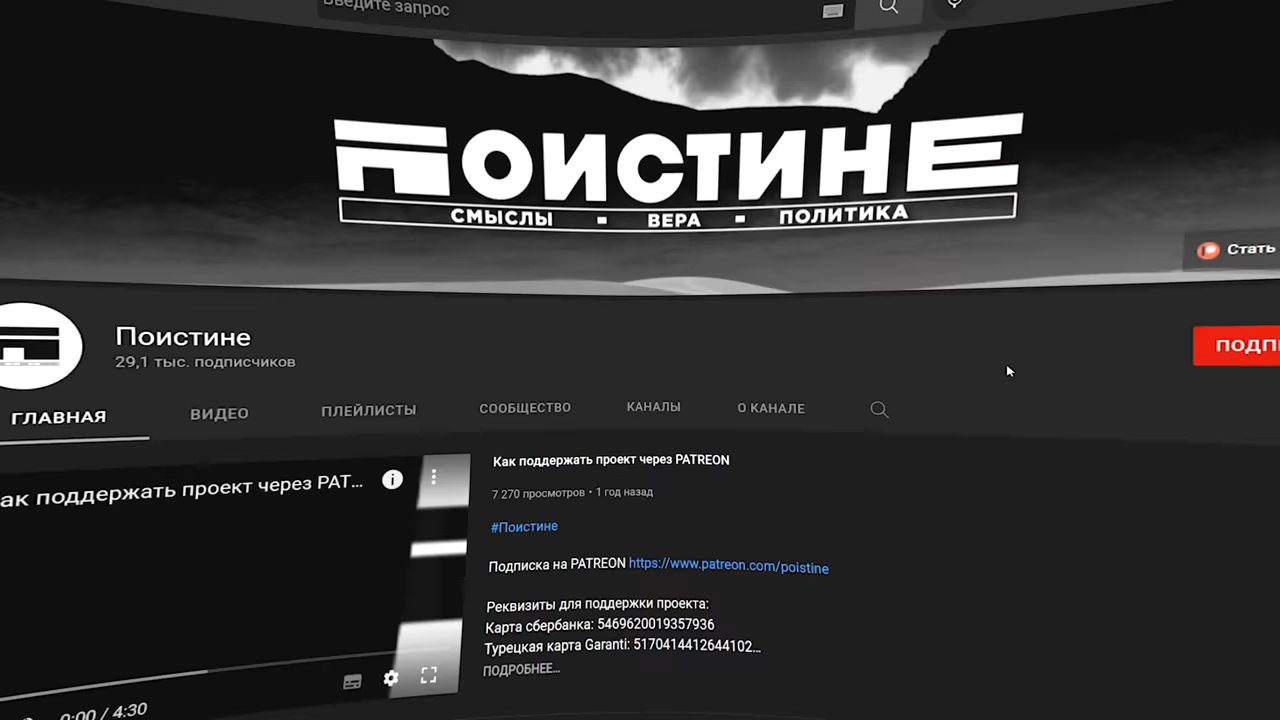 Введите запрос
ПОИСТИНЕ
СМЫСЛЫ - ВЕРА - ПОЛИТИКА
Стать
Поистине
29,1 тыс. подписчиков
ПОДПИ
ГЛАВНАЯ
ВИДЕО
ПЛЕЙЛИСТЫ
СООБЩЕСТВО
КАНАЛЫ
О КАНАЛЕ
ак поддержать проект через PAT...
0:00 / 4:30
Как поддержать проект через PATREON
7 270 просмотров • 1 год назад
#Поистине
Подписка на PATREON https://www.patreon.com/poistine
Реквизиты для поддержки проекта:
Карта сбербанка: 5469620019357936
Турецкая карта Garanti: 5170414412644102...
ПОДРОБНЕЕ...